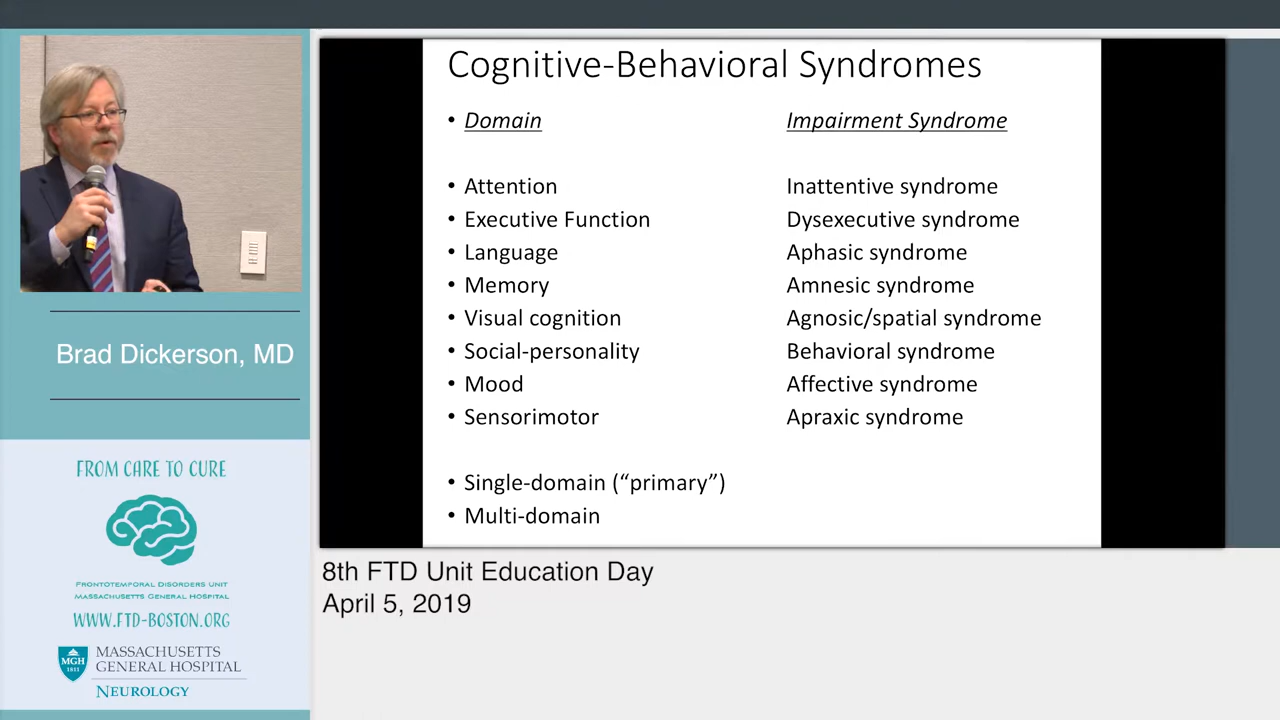 Cognitive-Behavioral Syndromes
• Domain Impairment Syndrome
• Attention Inattentive syndrome
• Executive Function Dysexecutive syndrome
• Language Aphasic syndrome
• Memory Amnesic syndrome
• Visual cognition Agnosic/spatial syndrome
• Social-personality Behavioral syndrome
• Mood Affective syndrome
• Sensorimotor Apraxic syndrome
• Single-domain (“primary”)
• Multi-domain
Brad Dickerson, MD
FROM CARE TO CURE
FRONTOTEMPORAL DISORDERS UNIT
MASSACHUSETTS GENERAL HOSPITAL
WWW.FTD-BOSTON.ORG
MGH
1811
MASSACHUSETTS
GENERAL HOSPITAL
NEUROLOGY
8th FTD Unit Education Day
April 5, 2019